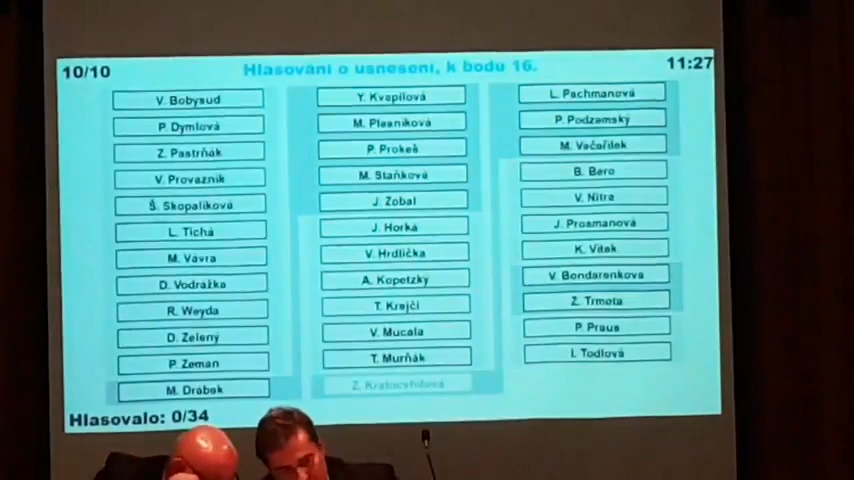 10/10
Hlasování o usnesení, k bodu 16.
11:27
V. Bobysud
P. Dymlová
Z. Pastrňák
V. Provazník
Š. Skopalíková
L. Tichá
M. Vávra
D. Vodrážka
R. Weyda
D. Zelený
P. Zeman
M. Drábek
Y. Kvapilová
M. Plesníková
P. Prokeš
M. Staňková
J. Zobal
J. Horká
V. Hrdlička
A. Kopetzky
T. Krejčí
V. Mucala
T. Murňák
Z. Kratochvílová
L. Pachmanová
P. Podzemský
M. Večeřílek
B. Bero
V. Nitra
J. Prosmanová
K. Vítek
V. Bondarenkova
Z. Trmota
P. Praus
I. Todlová
Hlasovalo: 0/34